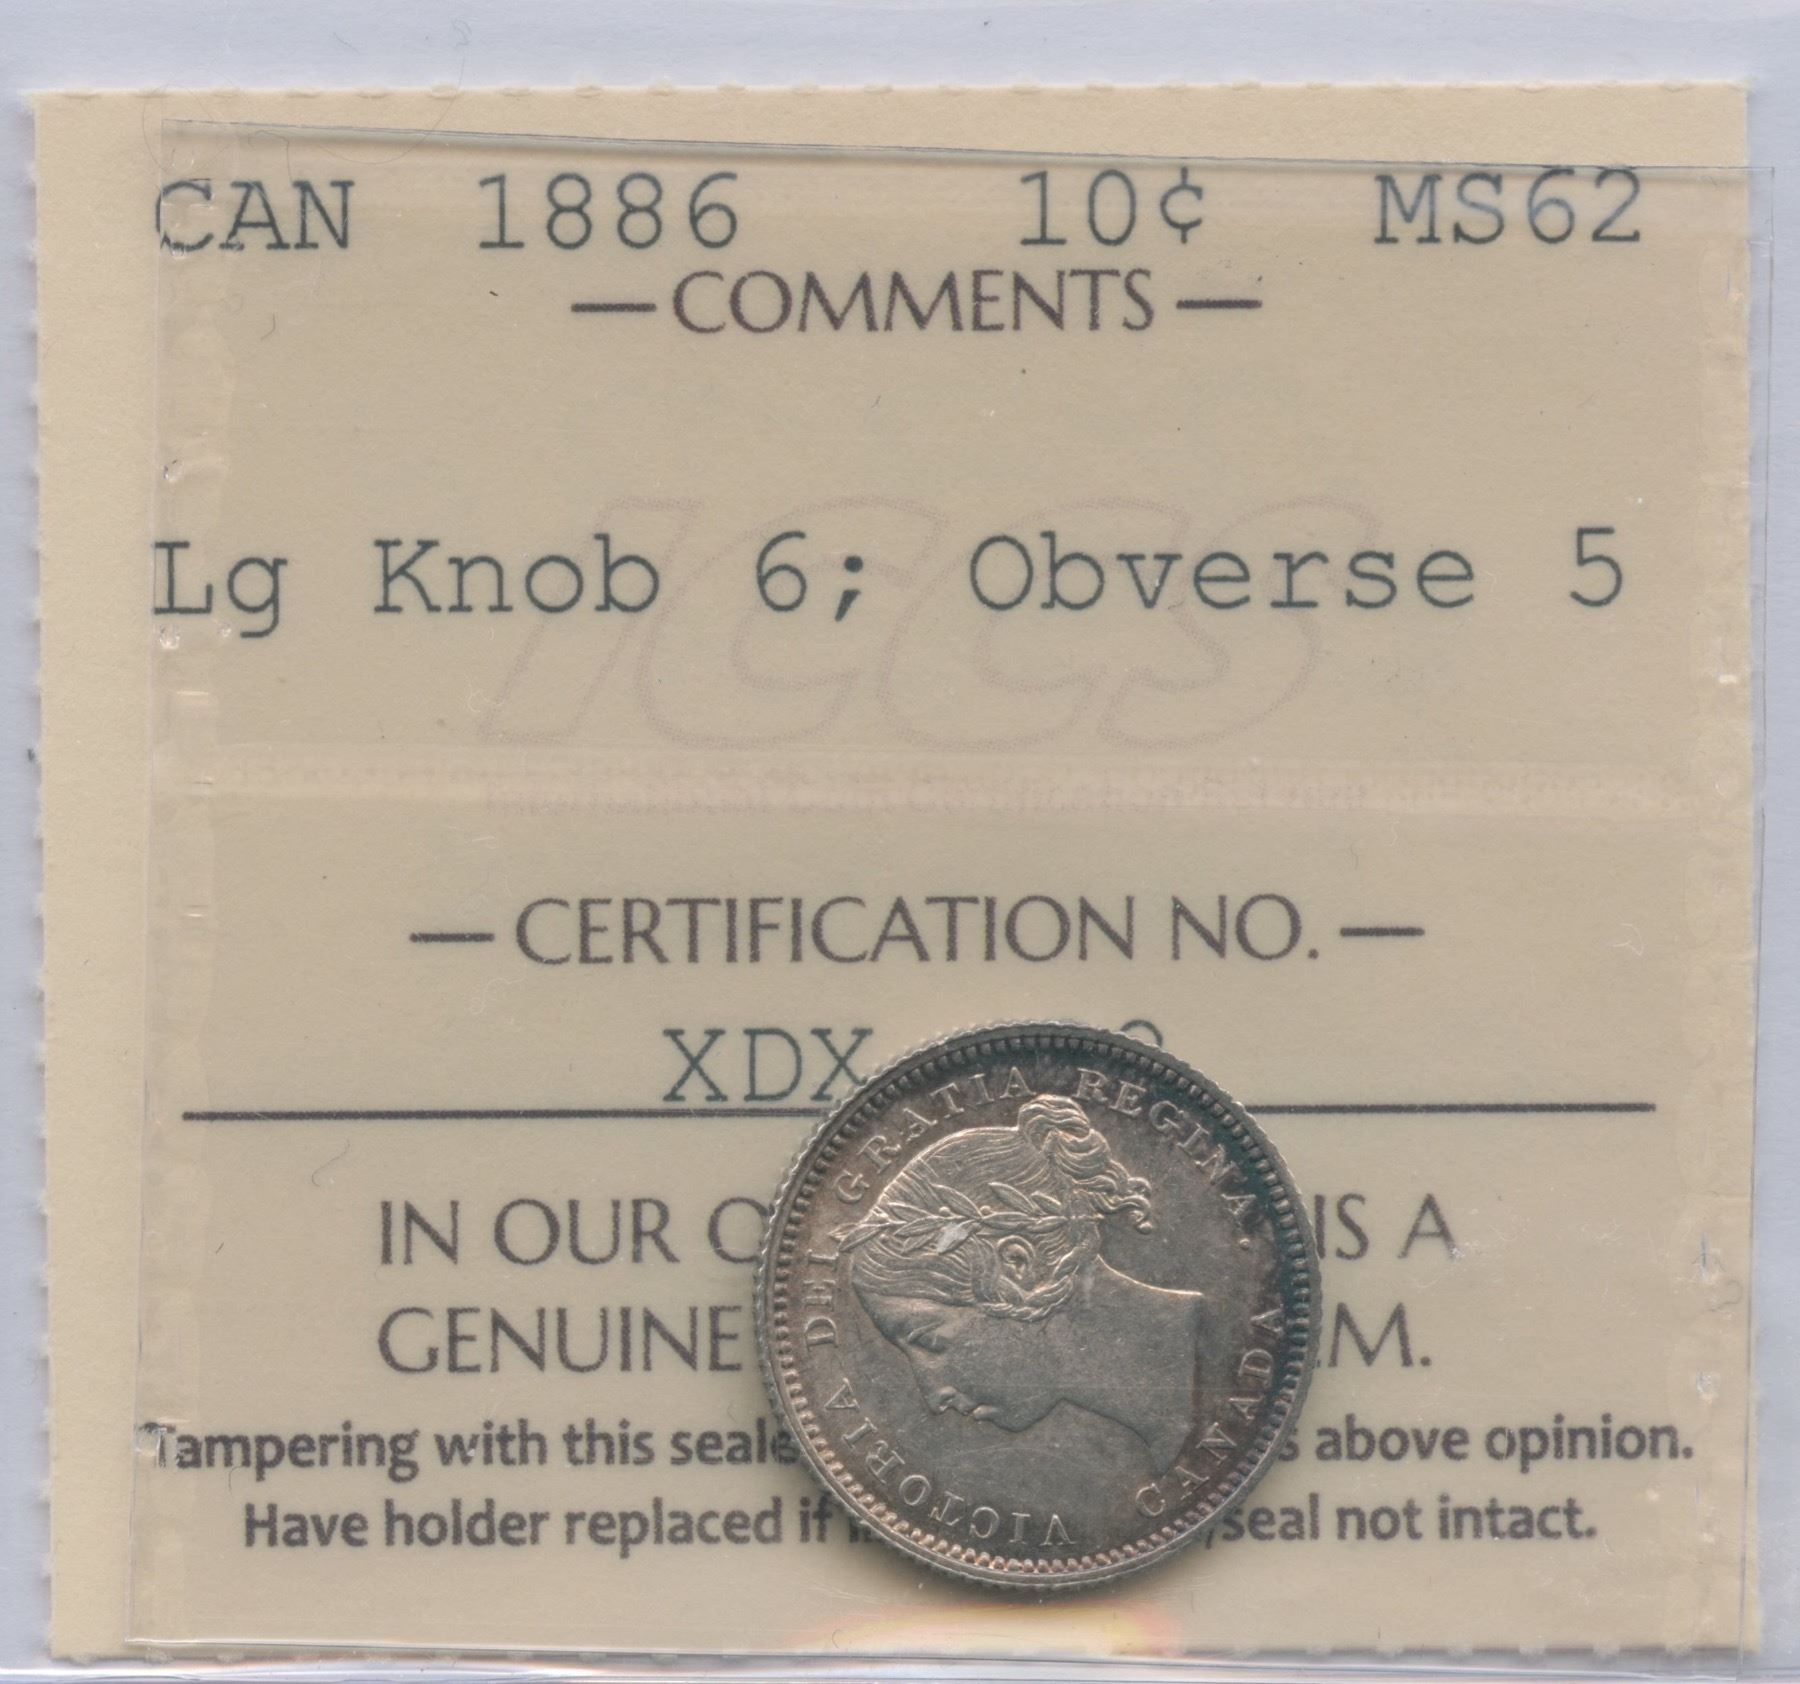 CAN 1886 10¢ MS62
— COMMENTS —
ICCS
Lg Knob 6; Obverse 5
— CERTIFICATION NO. —
XDX
IN OUR IS A
GENUINE
Tampering with this above opinion.
Have holder replaced if seal not intact.
VICTORIA DEI GRATIA REGINA. CANADA